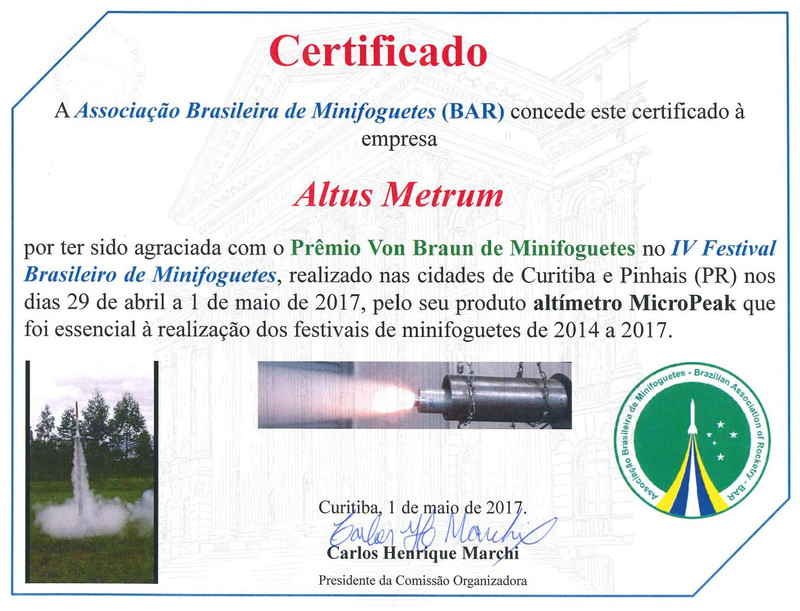 Certificado
A Associação Brasileira de Minifoguetes (BAR) concede este certificado à
empresa
Altus Metrum
por ter sido agraciada com o Prêmio Von Braun de Minifoguetes no IV Festival
Brasileiro de Minifoguetes, realizado nas cidades de Curitiba e Pinhais (PR) nos
dias 29 de abril a 1 de maio de 2017, pelo seu produto altímetro MicroPeak que
foi essencial à realização dos festivais de minifoguetes de 2014 a 2017.
Associação Brasileira de Minifoguetes - Brazilian Association of Rocketry - BAR
Curitiba, 1 de maio de 2017.
Carlos H Marchi
Carlos Henrique Marchi
Presidente da Comissão Organizadora